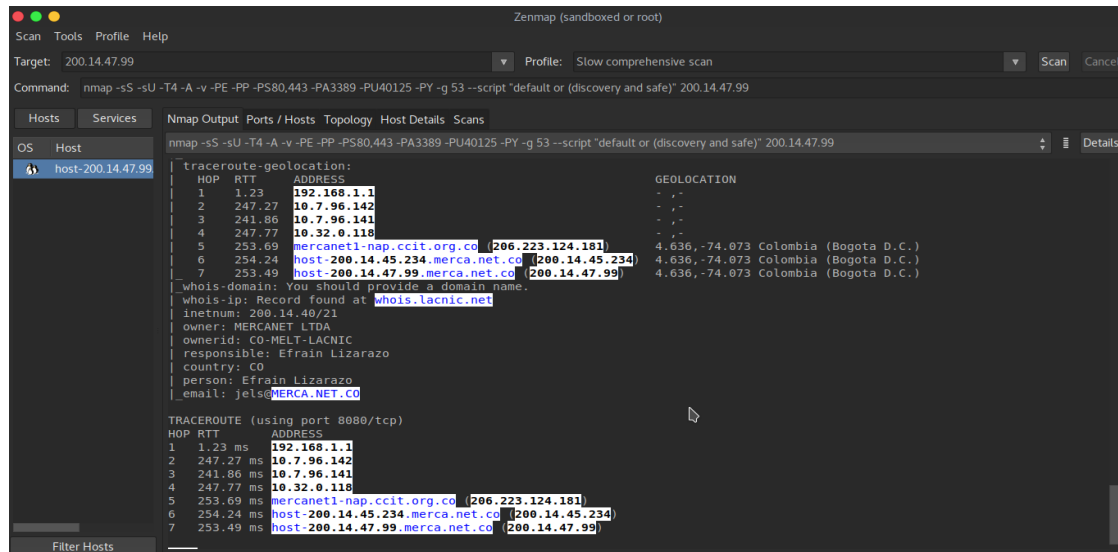 Zenmap (sandboxed or root)
Scan Tools Profile Help
Target: 200.14.47.99 Profile: Slow comprehensive scan Scan Cancel
Command: nmap -sS -sU -T4 -A -v -PE -PP -PS80,443 -PA3389 -PU40125 -PY -g 53 --script "default or (discovery and safe)" 200.14.47.99
Hosts Services Nmap Output Ports / Hosts Topology Host Details Scans
OS Host nmap -sS -sU -T4 -A -v -PE -PP -PS80,443 -PA3389 -PU40125 -PY -g 53 --script "default or (discovery and safe)" 200.14.47.99 Details
host-200.14.47.99.
| traceroute-geolocation:
| HOP RTT ADDRESS GEOLOCATION
| 1 1.23 192.168.1.1 - ,-
| 2 247.27 10.7.96.142 - ,-
| 3 241.86 10.7.96.141 - ,-
| 4 247.77 10.32.0.118 - ,-
| 5 253.69 mercanet1-nap.ccit.org.co (206.223.124.181) 4.636,-74.073 Colombia (Bogota D.C.)
| 6 254.24 host-200.14.45.234.merca.net.co (200.14.45.234) 4.636,-74.073 Colombia (Bogota D.C.)
|_ 7 253.49 host-200.14.47.99.merca.net.co (200.14.47.99) 4.636,-74.073 Colombia (Bogota D.C.)
|_whois-domain: You should provide a domain name.
| whois-ip: Record found at whois.lacnic.net
| inetnum: 200.14.40/21
| owner: MERCANET LTDA
| ownerid: CO-MELT-LACNIC
| responsible: Efrain Lizarazo
| country: CO
| person: Efrain Lizarazo
|_email: jels@MERCA.NET.CO
TRACEROUTE (using port 8080/tcp)
HOP RTT ADDRESS
1 1.23 ms 192.168.1.1
2 247.27 ms 10.7.96.142
3 241.86 ms 10.7.96.141
4 247.77 ms 10.32.0.118
5 253.69 ms mercanet1-nap.ccit.org.co (206.223.124.181)
6 254.24 ms host-200.14.45.234.merca.net.co (200.14.45.234)
7 253.49 ms host-200.14.47.99.merca.net.co (200.14.47.99)
Filter Hosts